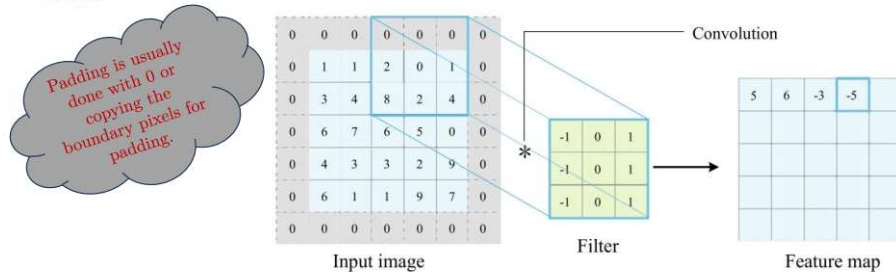 Padding is usually
done with 0 or
copying the
boundary pixels for
padding.
0 0 0 0 0 0 0
0 1 1 2 0 1 0
0 3 4 8 2 4 0
0 6 7 6 5 0 0
0 4 3 3 2 9 0
0 6 1 1 9 7 0
0 0 0 0 0 0 0
Input image
Convolution
*
-1 0 1
-1 0 1
-1 0 1
Filter
5 6 -3 -5
Feature map